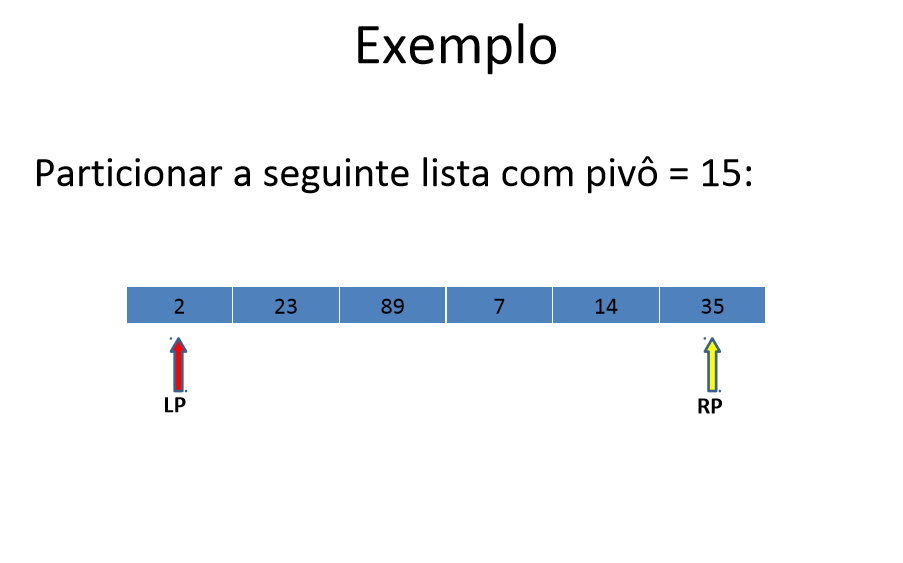 Exemplo
Particionar a seguinte lista com pivô = 15:
2 23 89 7 14 35
LP RP